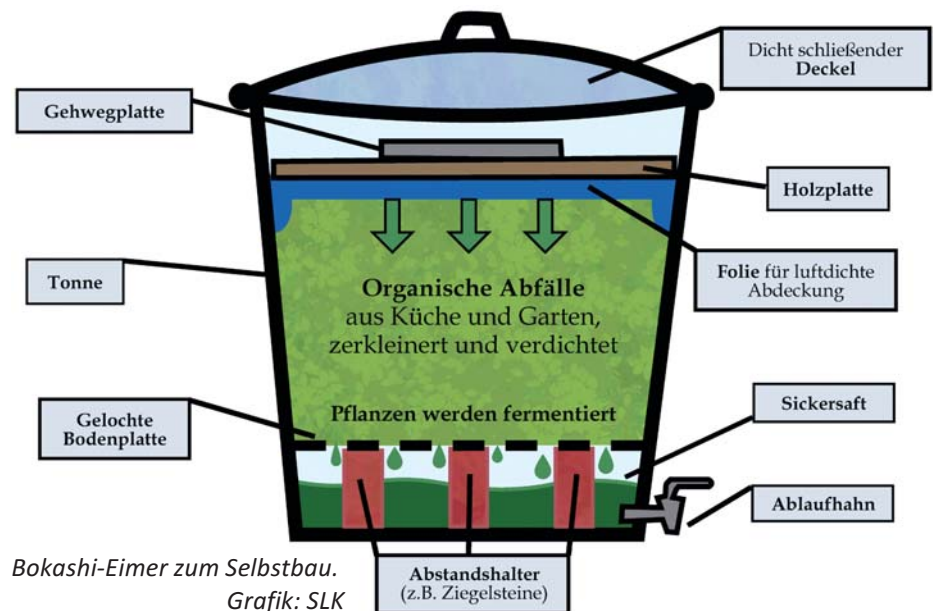 Dicht schließender
Deckel
Gehwegplatte
Holzplatte
Folie für luftdichte
Abdeckung
Tonne
Organische Abfälle
aus Küche und Garten,
zerkleinert und verdichtet
Pflanzen werden fermentiert
Gelochte
Bodenplatte
Sickersaft
Ablaufhahn
Abstandshalter
(z.B. Ziegelsteine)
Bokashi-Eimer zum Selbstbau.
Grafik: SLK